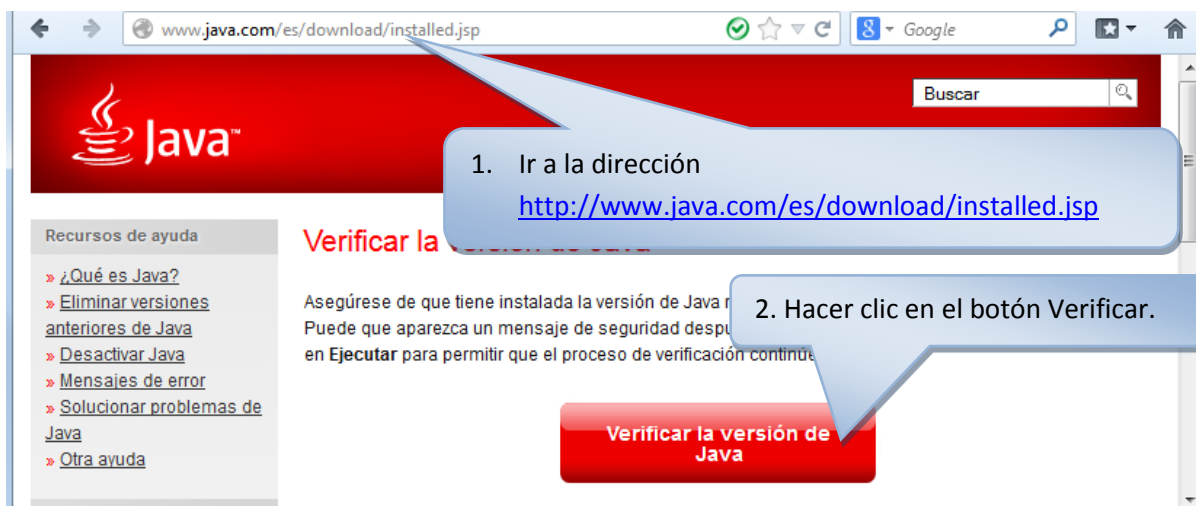 www.java.com/es/download/installed.jsp
Google
Java™
Buscar
1. Ir a la dirección
http://www.java.com/es/download/installed.jsp
Recursos de ayuda
» ¿Qué es Java?
» Eliminar versiones
anteriores de Java
» Desactivar Java
» Mensajes de error
» Solucionar problemas de
Java
» Otra ayuda
Verificar la versión de Java
Asegúrese de que tiene instalada la versión de Java
2. Hacer clic en el botón Verificar.
Puede que aparezca un mensaje de seguridad
en Ejecutar para permitir que el proceso de verificación continúe
Verificar la versión de
Java